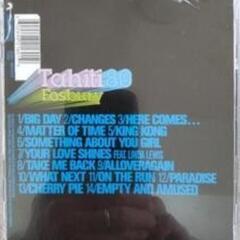 Tahiti 80
Fosbury
1/BIG DAY 2/CHANGES 3/HERE COMES...
4/MATTER OF TIME 5/KING KONG
6/SOMETHING ABOUT YOU GIRL
7/YOUR LOVE SHINES FEAT. LINDA LEWIS
8/TAKE ME BACK 9/ALLOVERAGAIN
10/WHAT NEXT 11/ON THE RUN 12/PARADISE
13/CHERRY PIE 14/EMPTY AND AMUSED